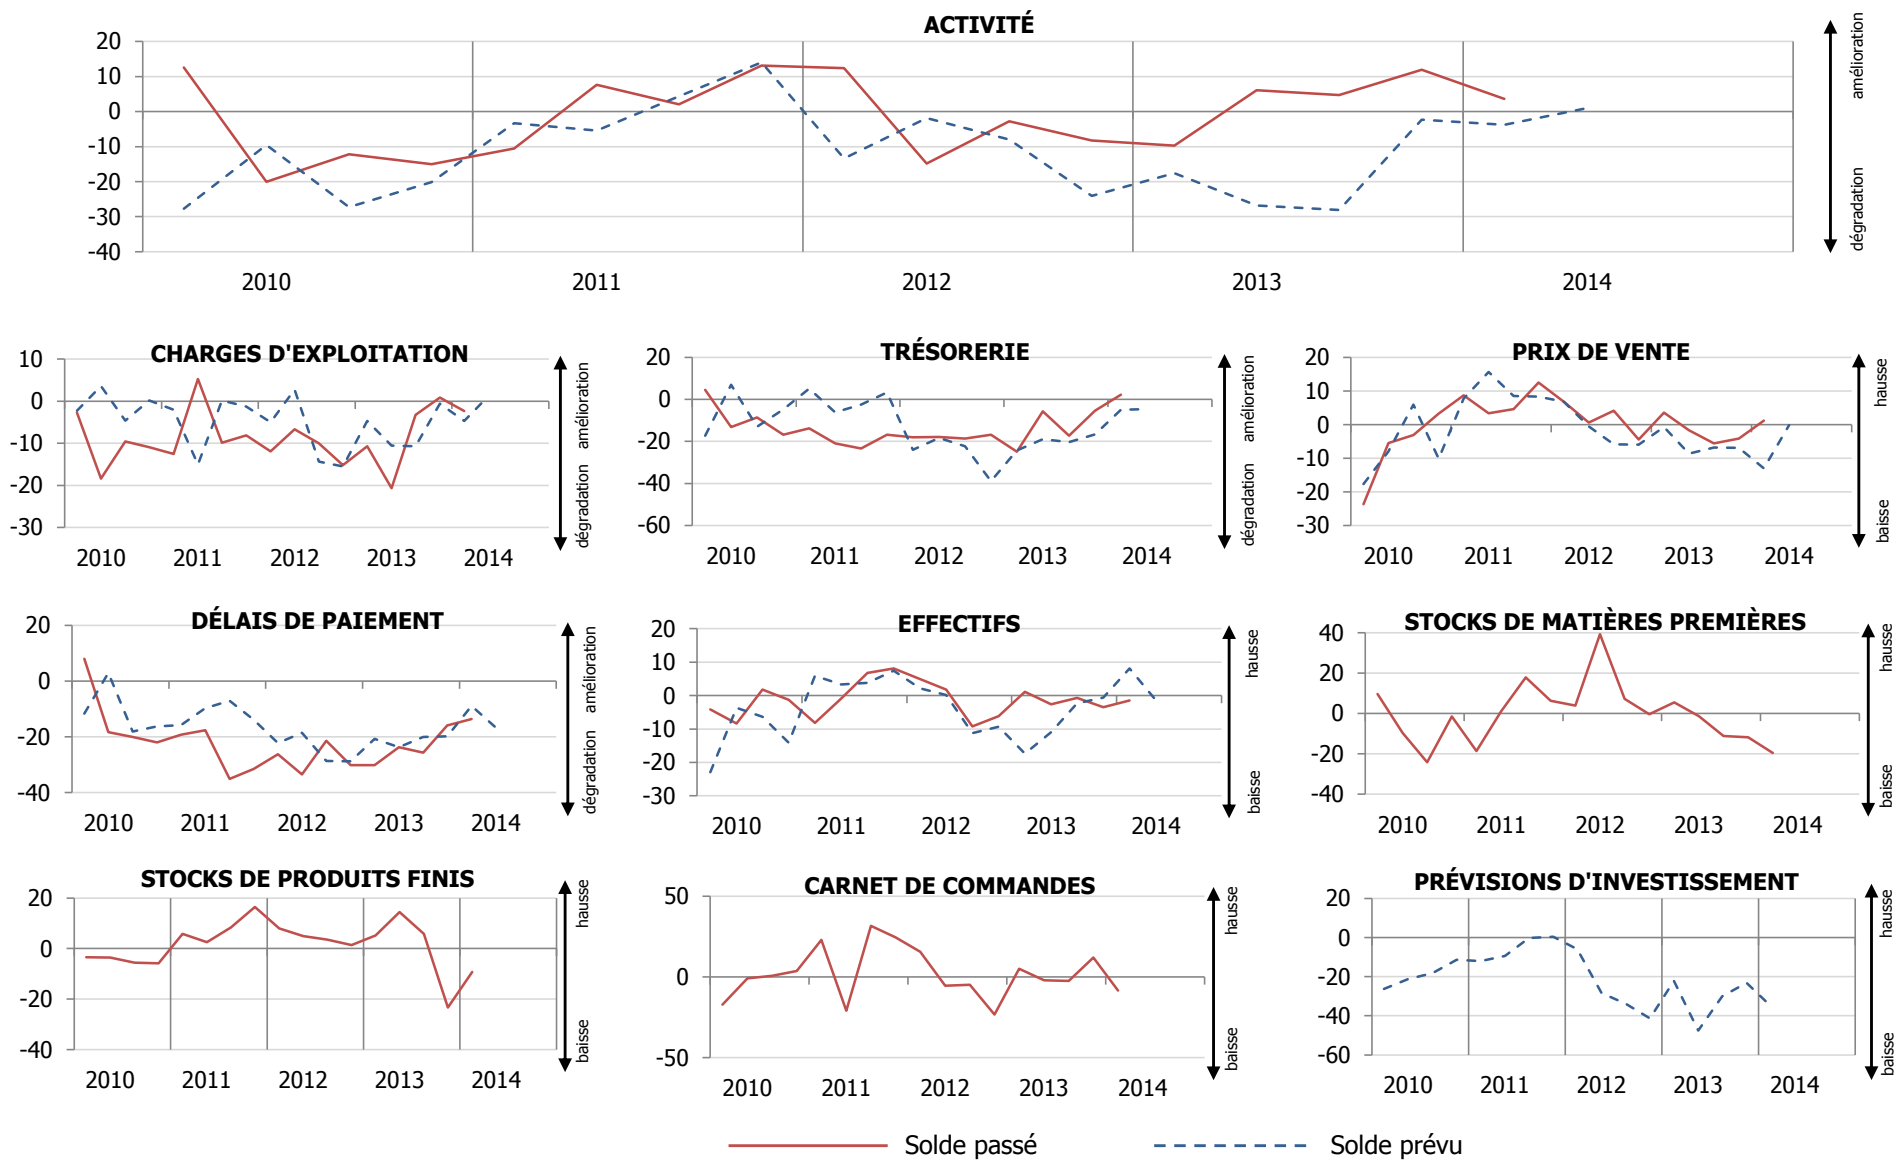 ACTIVITÉ
20
10
0
-10
-20
-30
-40
2010 2011 2012 2013 2014
amélioration
dégradation
CHARGES D'EXPLOITATION
10
0
-10
-20
-30
2010 2011 2012 2013 2014
amélioration
dégradation
TRÉSORERIE
20
0
-20
-40
-60
2010 2011 2012 2013 2014
amélioration
dégradation
PRIX DE VENTE
20
10
0
-10
-20
-30
2010 2011 2012 2013 2014
hausse
baisse
DÉLAIS DE PAIEMENT
20
0
-20
-40
2010 2011 2012 2013 2014
amélioration
dégradation
EFFECTIFS
20
10
0
-10
-20
-30
2010 2011 2012 2013 2014
hausse
baisse
STOCKS DE MATIÈRES PREMIÈRES
40
20
0
-20
-40
2010 2011 2012 2013 2014
hausse
baisse
STOCKS DE PRODUITS FINIS
20
0
-20
-40
2010 2011 2012 2013 2014
hausse
baisse
CARNET DE COMMANDES
50
0
-50
2010 2011 2012 2013 2014
hausse
baisse
PRÉVISIONS D'INVESTISSEMENT
20
0
-20
-40
-60
2010 2011 2012 2013 2014
hausse
baisse
Solde passé Solde prévu